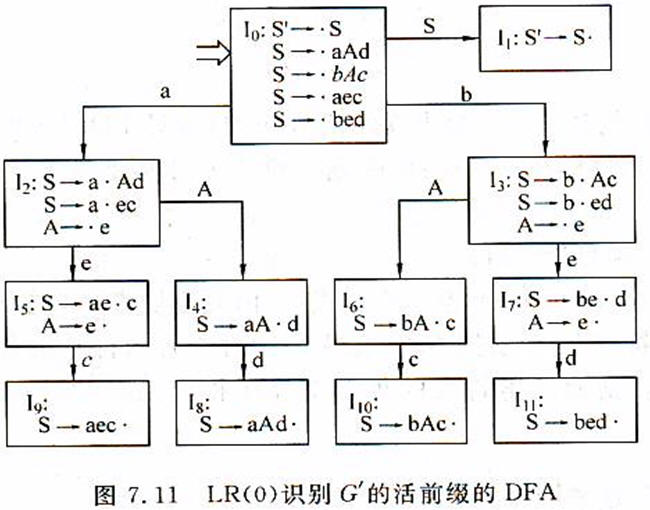 I₀: S′→·S
S→·aAd
S→·bAc
S→·aec
S→·bed
S
I₁: S′→S·
a
b
I₂: S→a·Ad
S→a·ec
A→·e
A
A
I₃: S→b·Ac
S→b·ed
A→·e
e
e
I₅: S→ae·c
A→e·
I₄:
S→aA·d
I₆:
S→bA·c
I₇: S→be·d
A→e·
c
d
c
d
I₉:
S→aec·
I₈:
S→aAd·
I₁₀:
S→bAc·
I₁₁:
S→bed·
图 7.11 LR(0)识别 G′的活前缀的 DFA